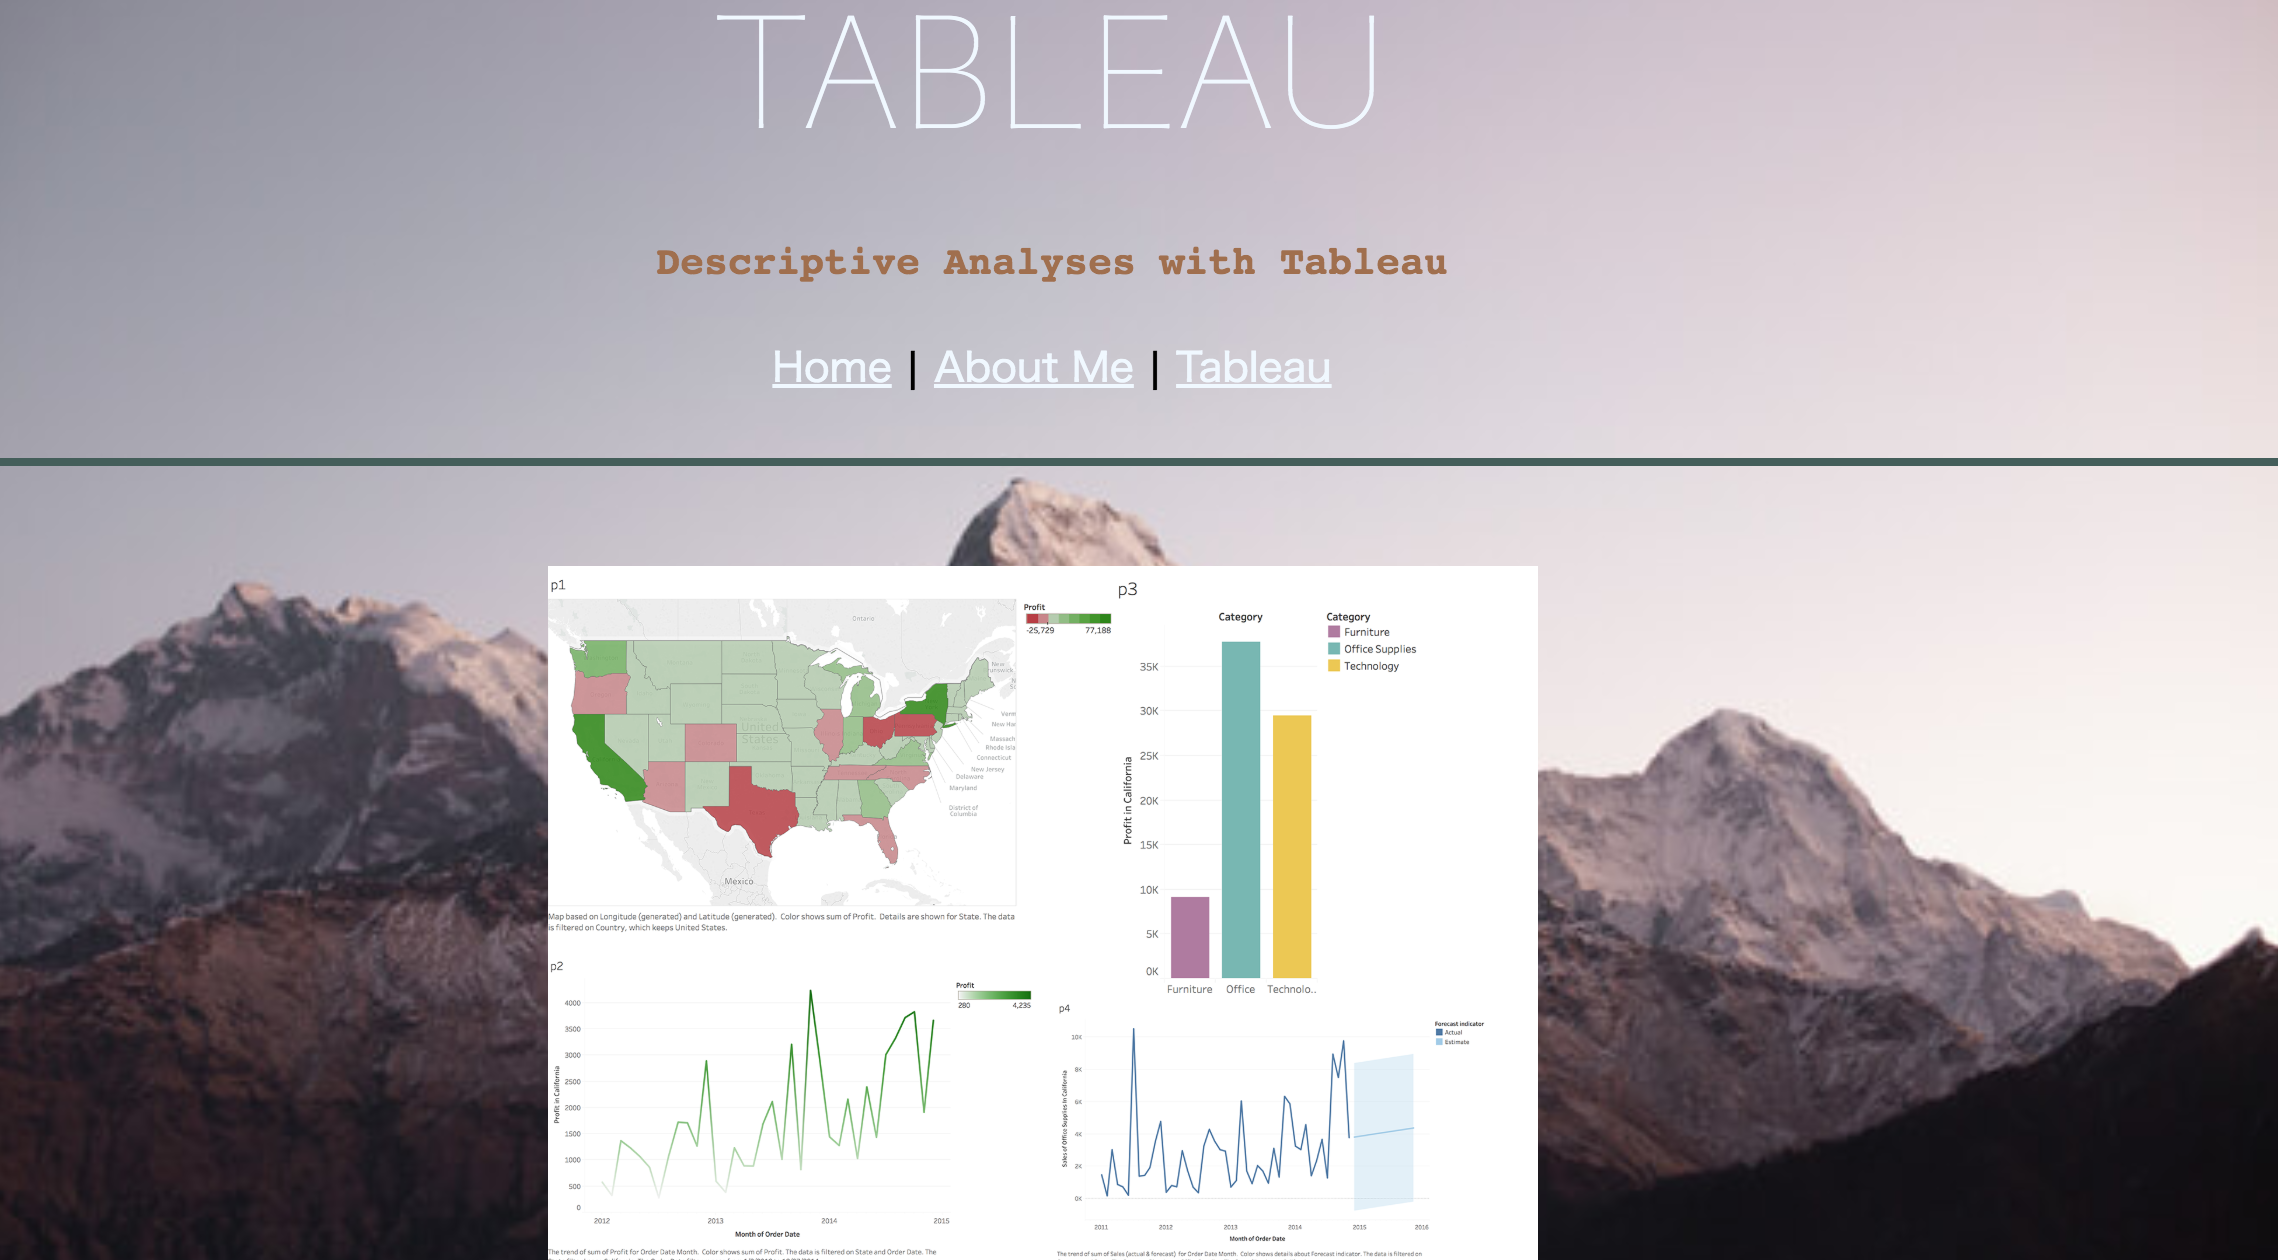 TABLEAU
Descriptive Analyses with Tableau
Home | About Me | Tableau
p1
Profit
-25,729 77,188
Ontario
New
unswick
United
States
Verm
New Ha
Massach
Rhode Isla
Connecticut
New Jersey
Delaware
Maryland
District of
Columbia
Mexico
Map based on Longitude (generated) and Latitude (generated). Color shows sum of Profit. Details are shown for State. The data
is filtered on Country, which keeps United States.
p3
Category
Category
Furniture
Office Supplies
Technology
Profit in California
35K
30K
25K
20K
15K
10K
5K
0K
Furniture Office Technolo..
p2
Profit
280 4,235
Profit in California
4000
3500
3000
2500
2000
1500
1000
500
0
2012 2013 2014 2015
Month of Order Date
The trend of sum of Profit for Order Date Month. Color shows sum of Profit. The data is filtered on State and Order Date. The
p4
Forecast indicator
Actual
Estimate
Sales of Office Supplies in California
10K
8K
6K
4K
2K
0K
2011 2012 2013 2014 2015 2016
Month of Order Date
The trend of sum of Sales (actual & forecast) for Order Date Month. Color shows details about Forecast indicator. The data is filtered on